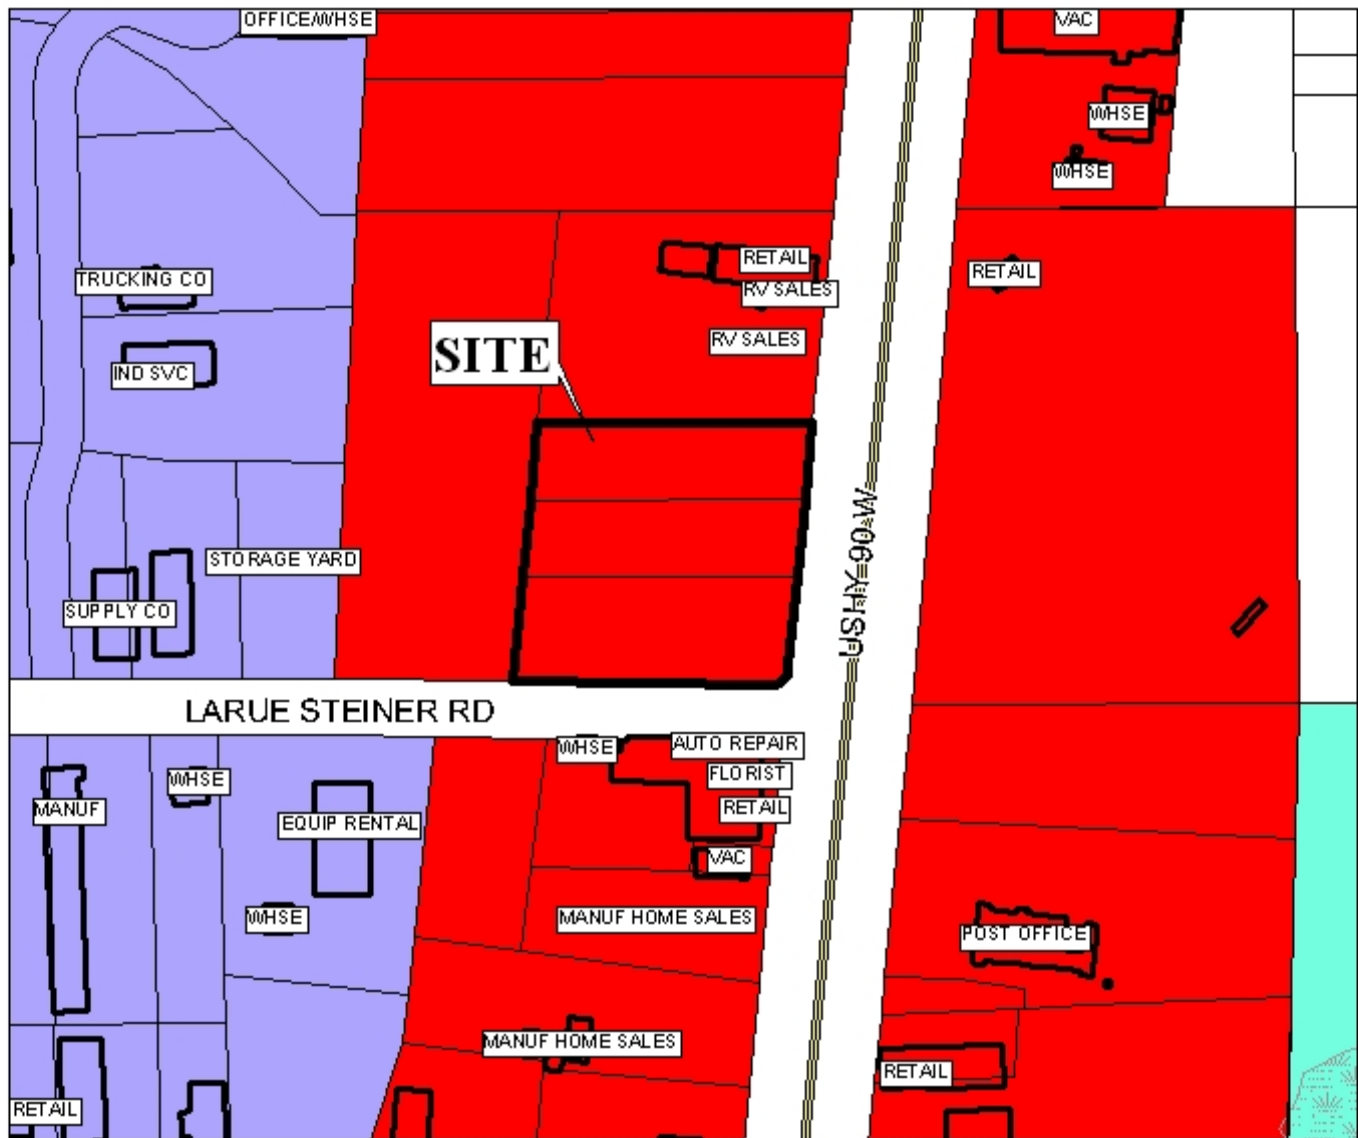 OFFICE/WHSE
VAC
WHSE
WHSE
RETAIL
RETAIL
TRUCKING CO
RV SALES
RV SALES
SITE
IND SVC
USHY-90-W
STORAGE YARD
SUPPLY CO
LARUE STEINER RD
WHSE
AUTO REPAIR
FLORIST
WHSE
RETAIL
MANUF
EQUIP RENTAL
VAC
WHSE
MANUF HOME SALES
POST OFFICE
MANUF HOME SALES
RETAIL
RETAIL